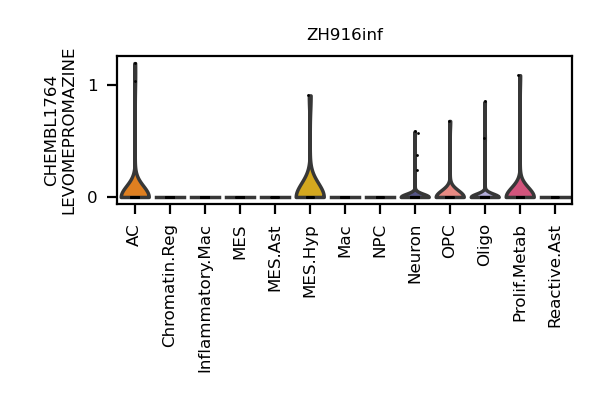 ZH916inf
CHEMBL1764
LEVOMEPROMAZINE
1
0
AC
Chromatin.Reg
Inflammatory.Mac
MES
MES.Ast
MES.Hyp
Mac
NPC
Neuron
OPC
Oligo
Prolif.Metab
Reactive.Ast